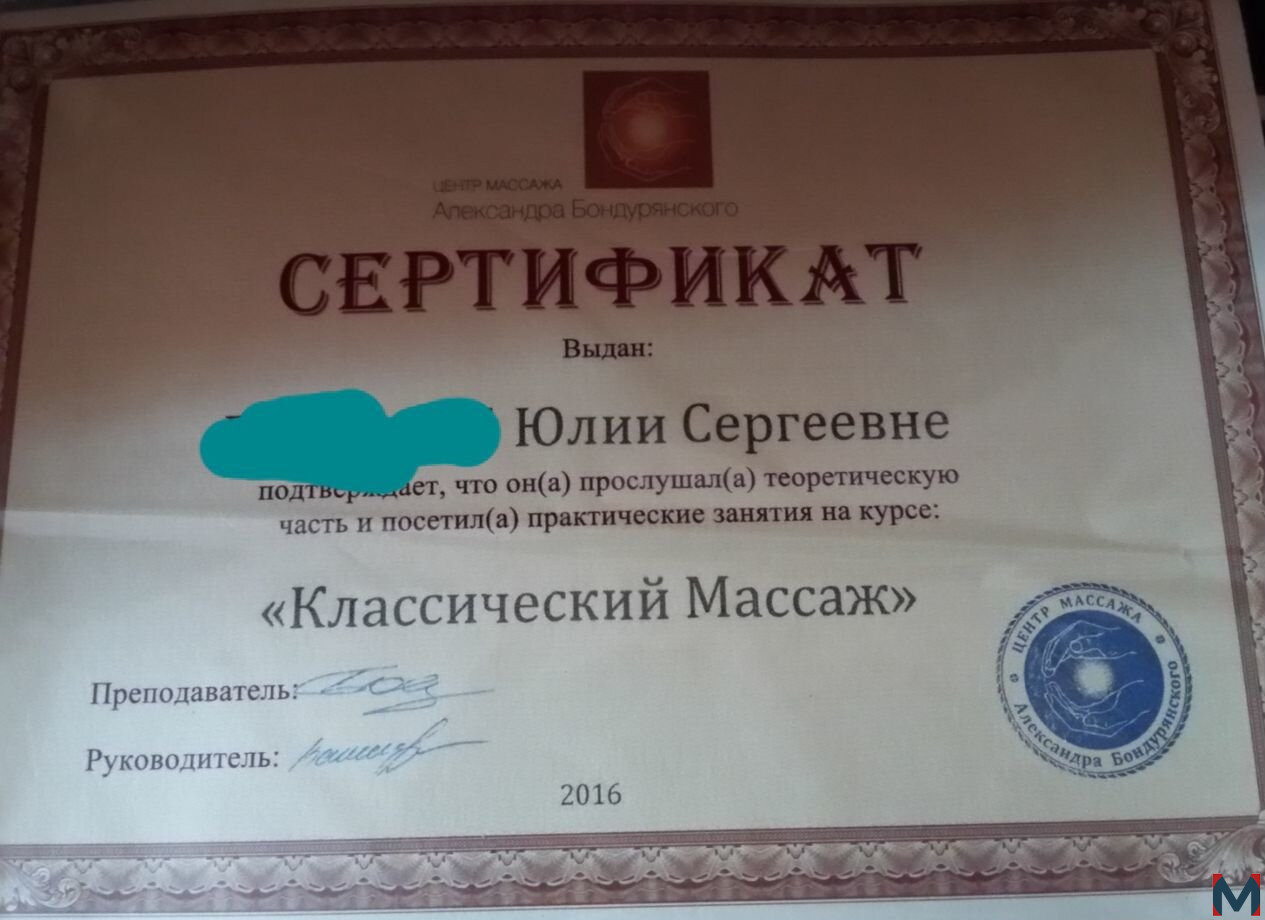 ЦЕНТР МАССАЖА
Александра Бондурянского
СЕРТИФИКАТ
Выдан:
Юлии Сергеевне
подтверждает, что он(а) прослушал(а) теоретическую
часть и посетил(а) практические занятия на курсе:
«Классический Массаж»
Преподаватель:
Руководитель:
2016
ЦЕНТР МАССАЖА
Александра Бондурянского
M